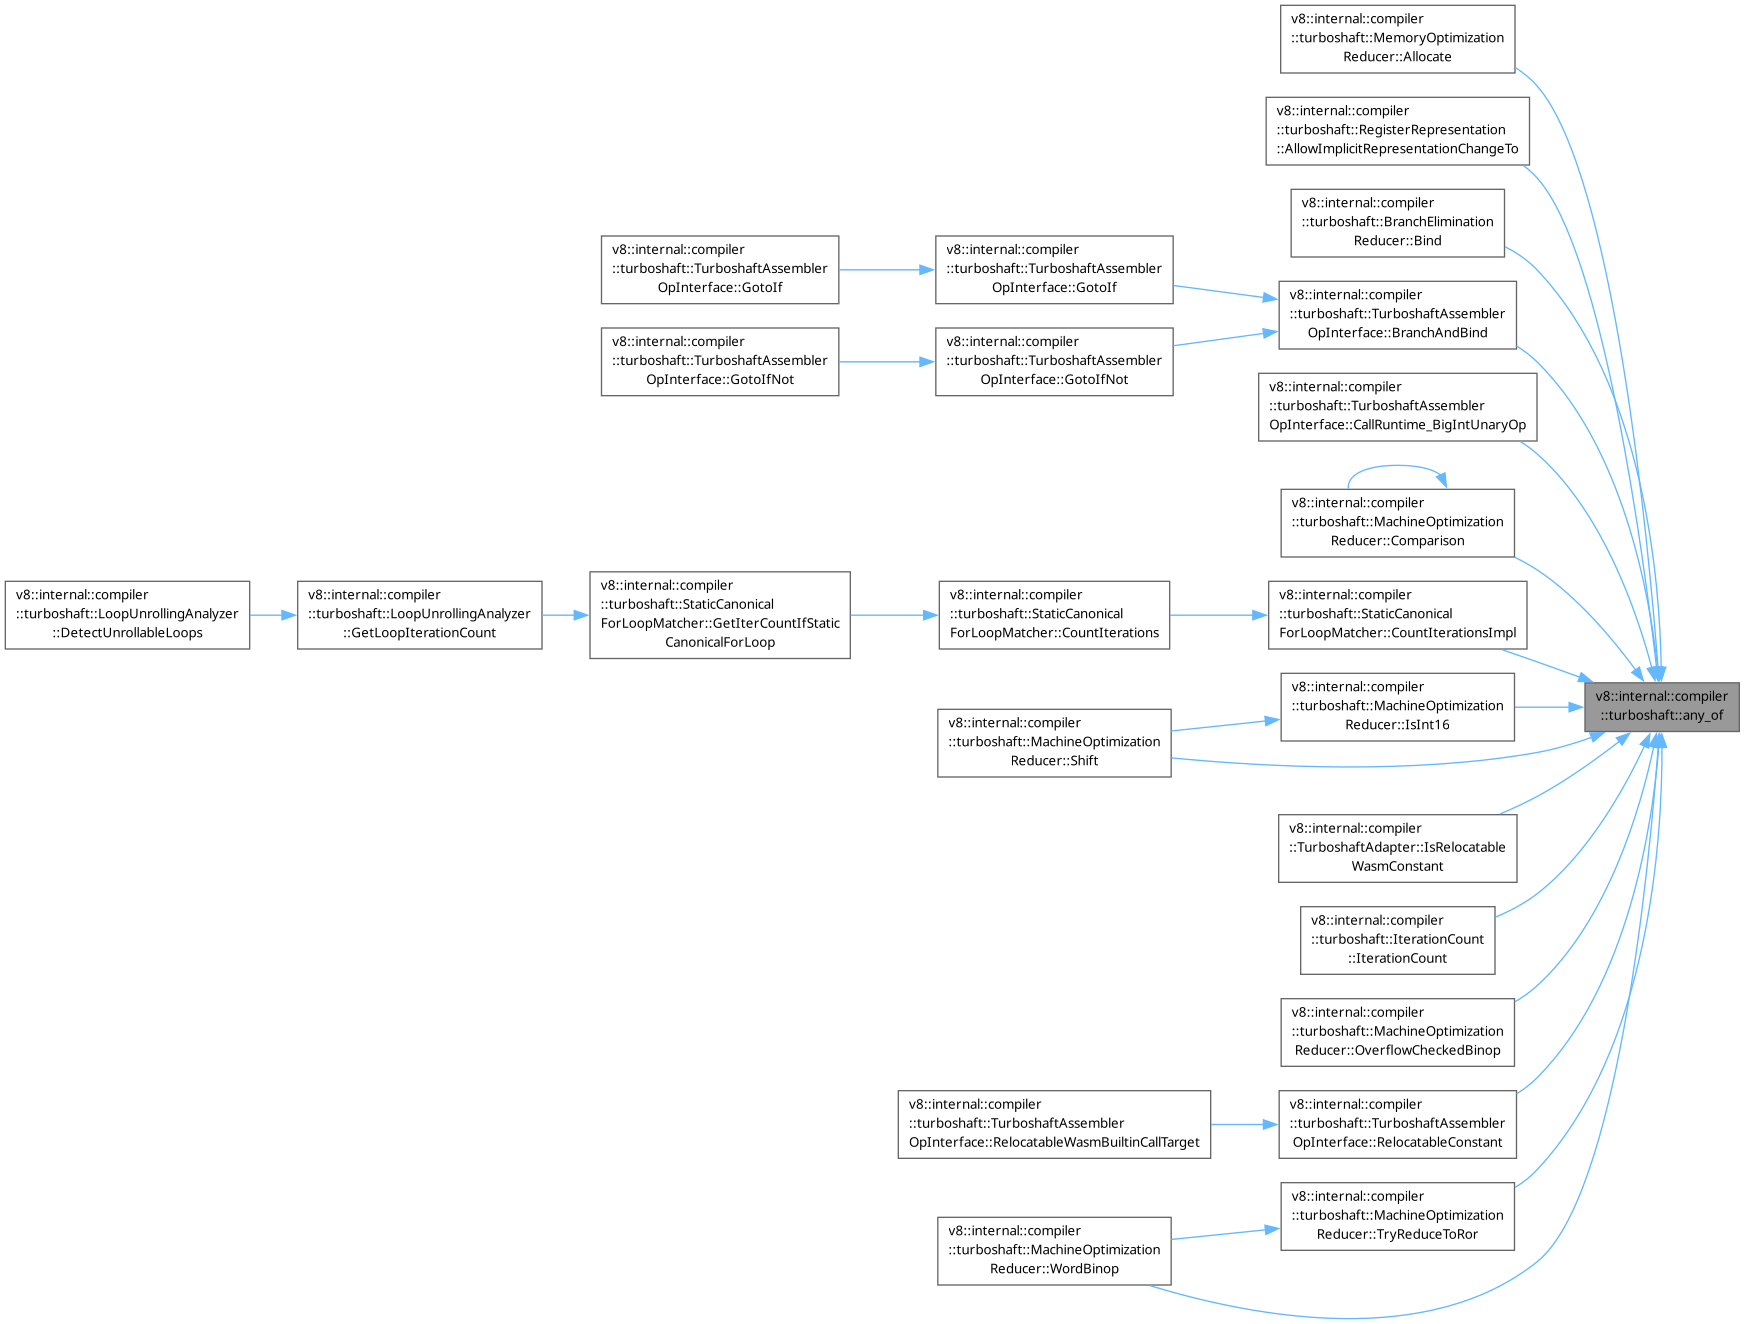 v8::internal::compiler
::turboshaft::MemoryOptimization
Reducer::Allocate
v8::internal::compiler
::turboshaft::RegisterRepresentation
::AllowImplicitRepresentationChangeTo
v8::internal::compiler
::turboshaft::BranchElimination
Reducer::Bind
v8::internal::compiler
::turboshaft::TurboshaftAssembler
OpInterface::GotoIf
v8::internal::compiler
::turboshaft::TurboshaftAssembler
OpInterface::GotoIf
v8::internal::compiler
::turboshaft::TurboshaftAssembler
OpInterface::BranchAndBind
v8::internal::compiler
::turboshaft::TurboshaftAssembler
OpInterface::GotoIfNot
v8::internal::compiler
::turboshaft::TurboshaftAssembler
OpInterface::GotoIfNot
v8::internal::compiler
::turboshaft::TurboshaftAssembler
OpInterface::CallRuntime_BigIntUnaryOp
v8::internal::compiler
::turboshaft::MachineOptimization
Reducer::Comparison
v8::internal::compiler
::turboshaft::LoopUnrollingAnalyzer
::DetectUnrollableLoops
v8::internal::compiler
::turboshaft::LoopUnrollingAnalyzer
::GetLoopIterationCount
v8::internal::compiler
::turboshaft::StaticCanonical
ForLoopMatcher::GetIterCountIfStatic
CanonicalForLoop
v8::internal::compiler
::turboshaft::StaticCanonical
ForLoopMatcher::CountIterations
v8::internal::compiler
::turboshaft::StaticCanonical
ForLoopMatcher::CountIterationsImpl
v8::internal::compiler
::turboshaft::MachineOptimization
Reducer::IsInt16
v8::internal::compiler
::turboshaft::any_of
v8::internal::compiler
::turboshaft::MachineOptimization
Reducer::Shift
v8::internal::compiler
::TurboshaftAdapter::IsRelocatable
WasmConstant
v8::internal::compiler
::turboshaft::IterationCount
::IterationCount
v8::internal::compiler
::turboshaft::MachineOptimization
Reducer::OverflowCheckedBinop
v8::internal::compiler
::turboshaft::TurboshaftAssembler
OpInterface::RelocatableWasmBuiltinCallTarget
v8::internal::compiler
::turboshaft::TurboshaftAssembler
OpInterface::RelocatableConstant
v8::internal::compiler
::turboshaft::MachineOptimization
Reducer::TryReduceToRor
v8::internal::compiler
::turboshaft::MachineOptimization
Reducer::WordBinop